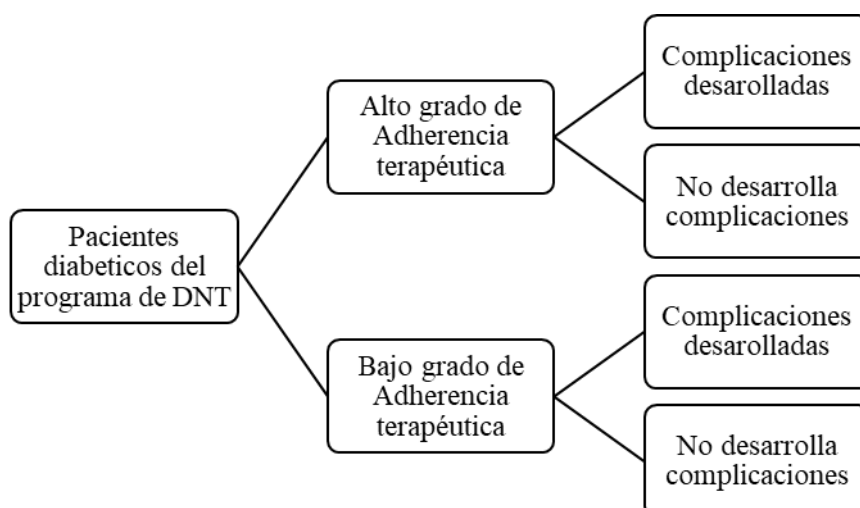 Pacientes
diabeticos del
programa de DNT
Alto grado de
Adherencia
terapéutica
Complicaciones
desarolladas
No desarrolla
complicaciones
Bajo grado de
Adherencia
terapéutica
Complicaciones
desarolladas
No desarrolla
complicaciones